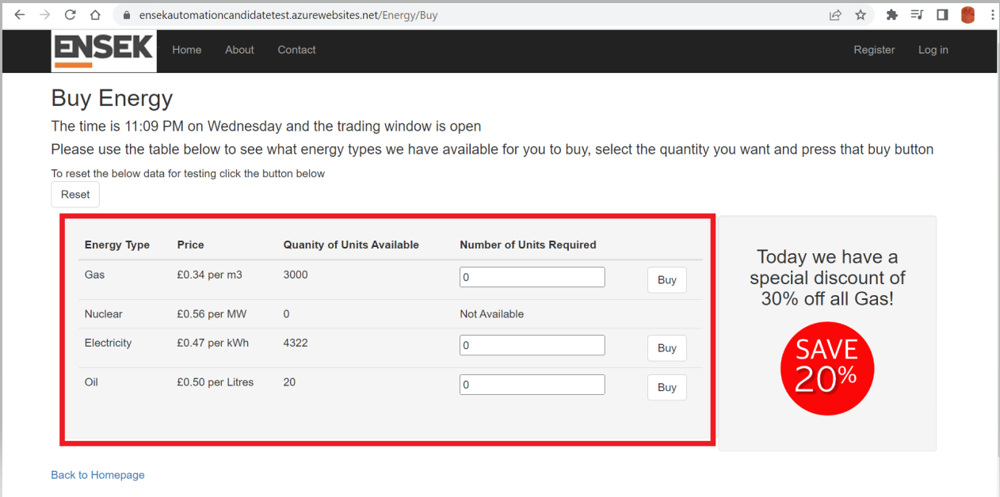 ensekautomationcandidatetest.azurewebsites.net/Energy/Buy
ENSEK Home About Contact Register Log in
Buy Energy
The time is 11:09 PM on Wednesday and the trading window is open
Please use the table below to see what energy types we have available for you to buy, select the quantity you want and press that buy button
To reset the below data for testing click the button below
Reset
Energy Type Price Quanity of Units Available Number of Units Required
Gas £0.34 per m3 3000 0 Buy
Nuclear £0.56 per MW 0 Not Available
Electricity £0.47 per kWh 4322 0 Buy
Oil £0.50 per Litres 20 0 Buy
Today we have a
special discount of
30% off all Gas!
SAVE
20%
Back to Homepage